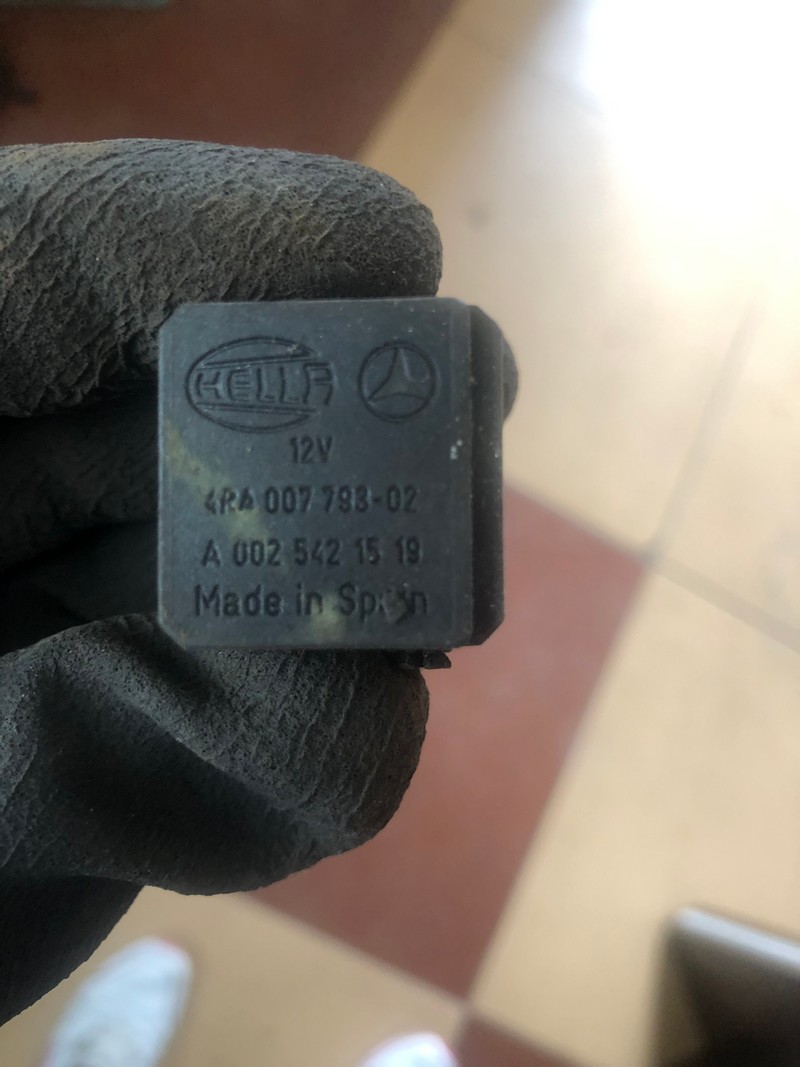 HELLA
12V
4RA 007 793-02
A 002 542 15 19
Made in Spain